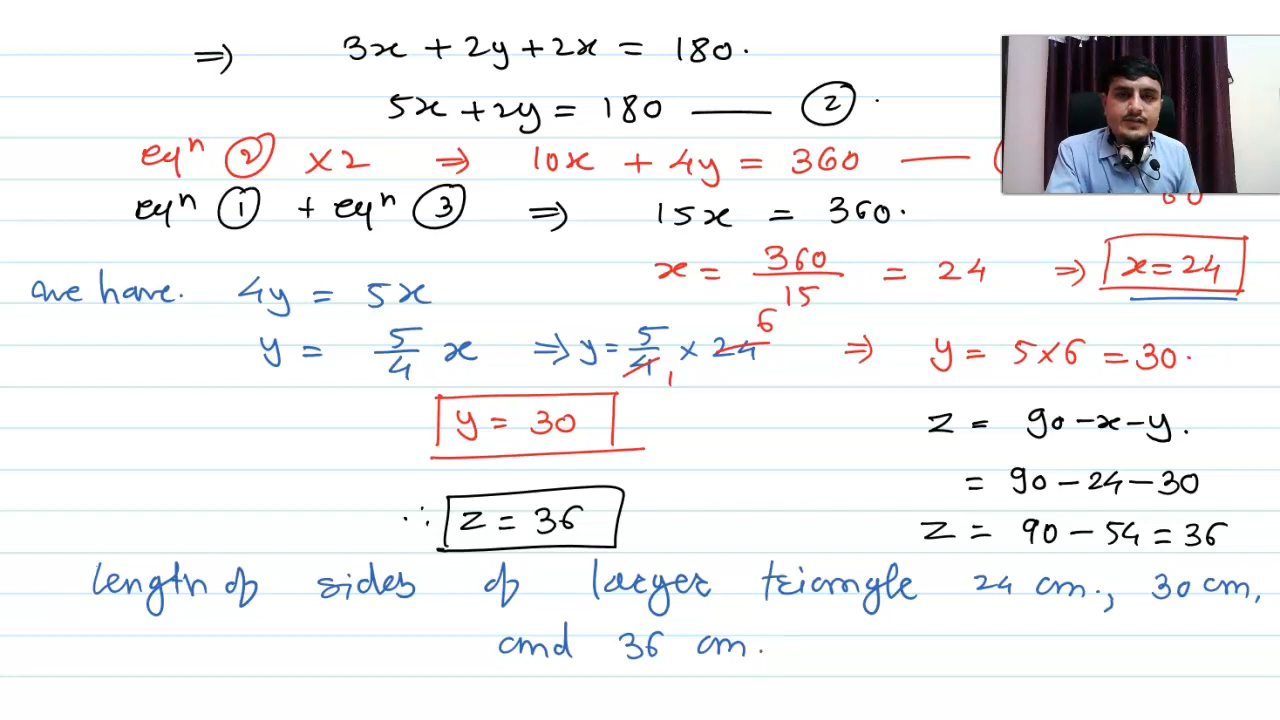 ⇒ 3x + 2y + 2x = 180.
5x + 2y = 180 —— ②
eqⁿ ② × 2 ⇒ 10x + 4y = 360 ——
60
eqⁿ ① + eqⁿ ③ ⇒ 15x = 360.
x = 360/15 = 24 ⇒ x = 24
we have. 4y = 5x
y = 5/4 x ⇒ y = 5/4 × 24 6 1 ⇒ y = 5×6 = 30.
y = 30
z = 90 - x - y.
= 90 - 24 - 30
∴ z = 36
z = 90 - 54 = 36
length of sides of larger triangle 24 cm., 30 cm,
and 36 cm.